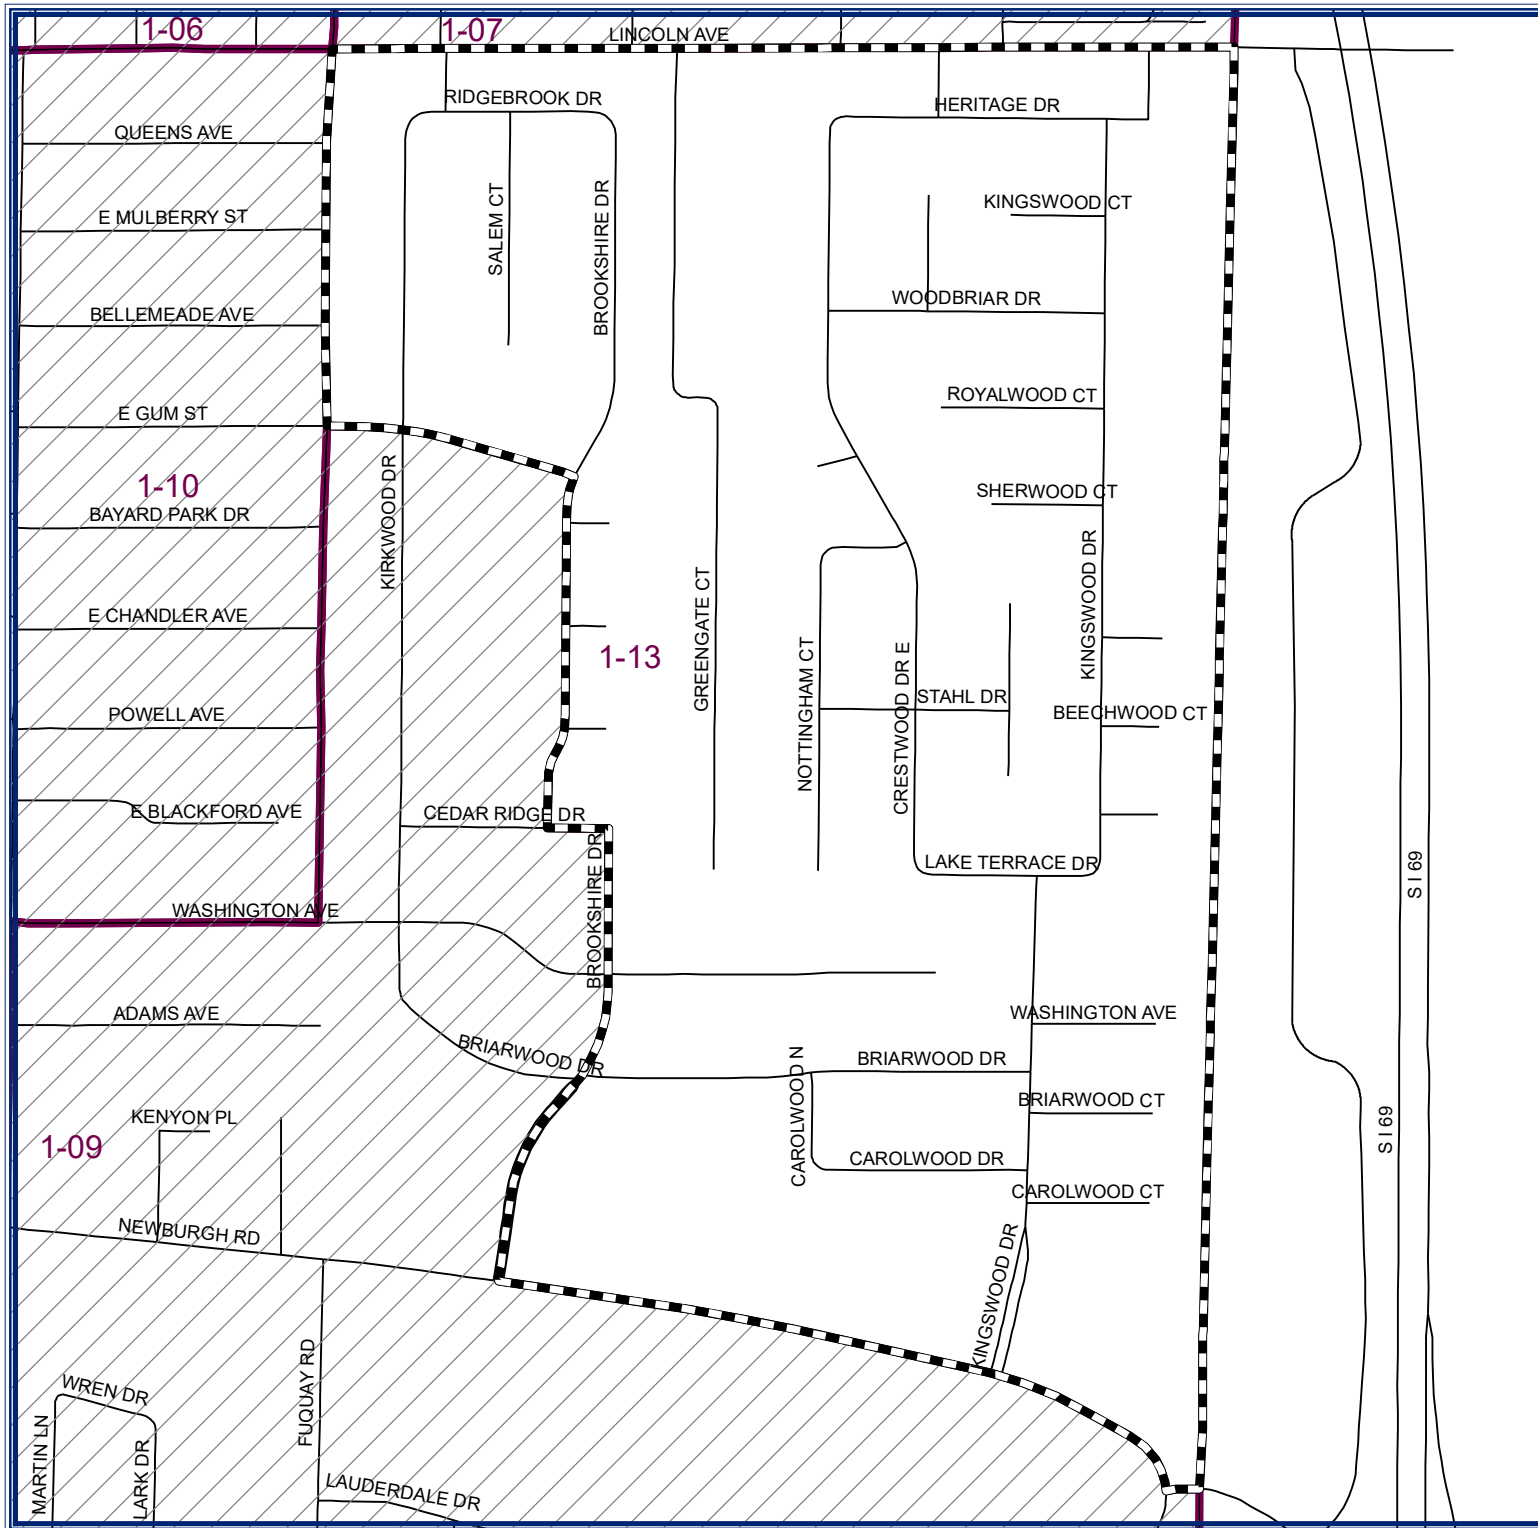 1-06
1-07
LINCOLN AVE
RIDGEBROOK DR
HERITAGE DR
QUEENS AVE
E MULBERRY ST
SALEM CT
BROOKSHIRE DR
KINGSWOOD CT
BELLEMEADE AVE
WOODBRIAR DR
E GUM ST
ROYALWOOD CT
1-10
BAYARD PARK DR
KIRKWOOD DR
SHERWOOD CT
E CHANDLER AVE
1-13
GREENGATE CT
NOTTINGHAM CT
CRESTWOOD DR E
KINGSWOOD DR
POWELL AVE
STAHL DR
BEECHWOOD CT
E BLACKFORD AVE
CEDAR RIDGE DR
BROOKSHIRE DR
LAKE TERRACE DR
S I 69
WASHINGTON AVE
ADAMS AVE
WASHINGTON AVE
BRIARWOOD DR
BRIARWOOD DR
CAROLWOOD N
BRIARWOOD CT
KENYON PL
1-09
S I 69
CAROLWOOD DR
CAROLWOOD CT
NEWBURGH RD
KINGSWOOD DR
FUQUAY RD
WREN DR
MARTIN LN
LARK DR
LAUDERDALE DR